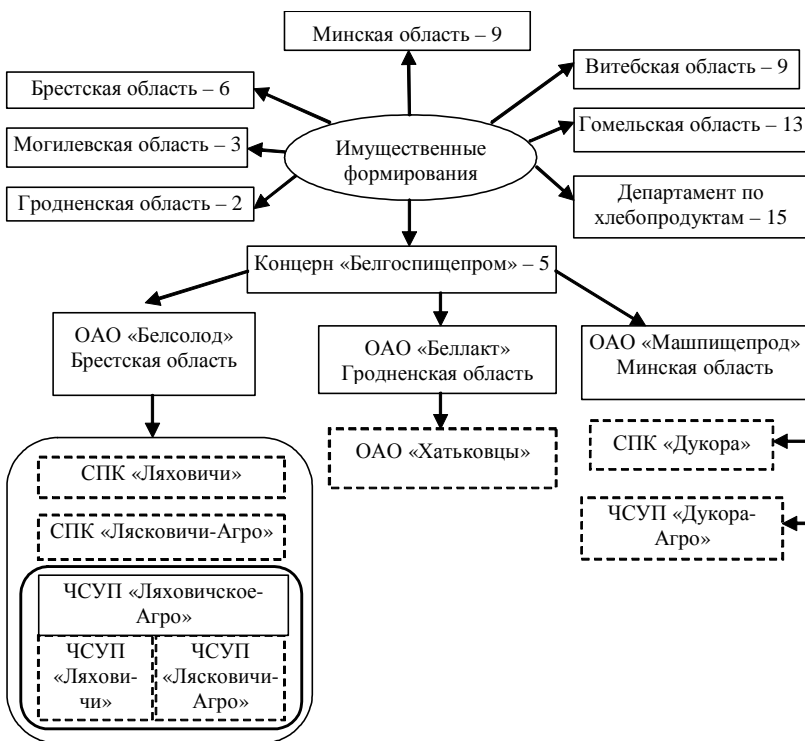 Минская область – 9
Витебская область – 9
Брестская область – 6
Гомельская область – 13
Могилевская область – 3
Имущественные
формирования
Гродненская область – 2
Департамент по
хлебопродуктам – 15
Концерн «Белгоспищепром» – 5
ОАО «Белсолод»
Брестская область
ОАО «Беллакт»
Гродненская область
ОАО «Машпищепрод»
Минская область
СПК «Ляховичи»
СПК «Лясковичи-Агро»
ЧСУП «Ляховичское-
Агро»
ЧСУП
«Ляхови-
чи»
ЧСУП
«Лясковичи-
Агро»
ОАО «Хатьковцы»
СПК «Дукора»
ЧСУП «Дукора-
Агро»